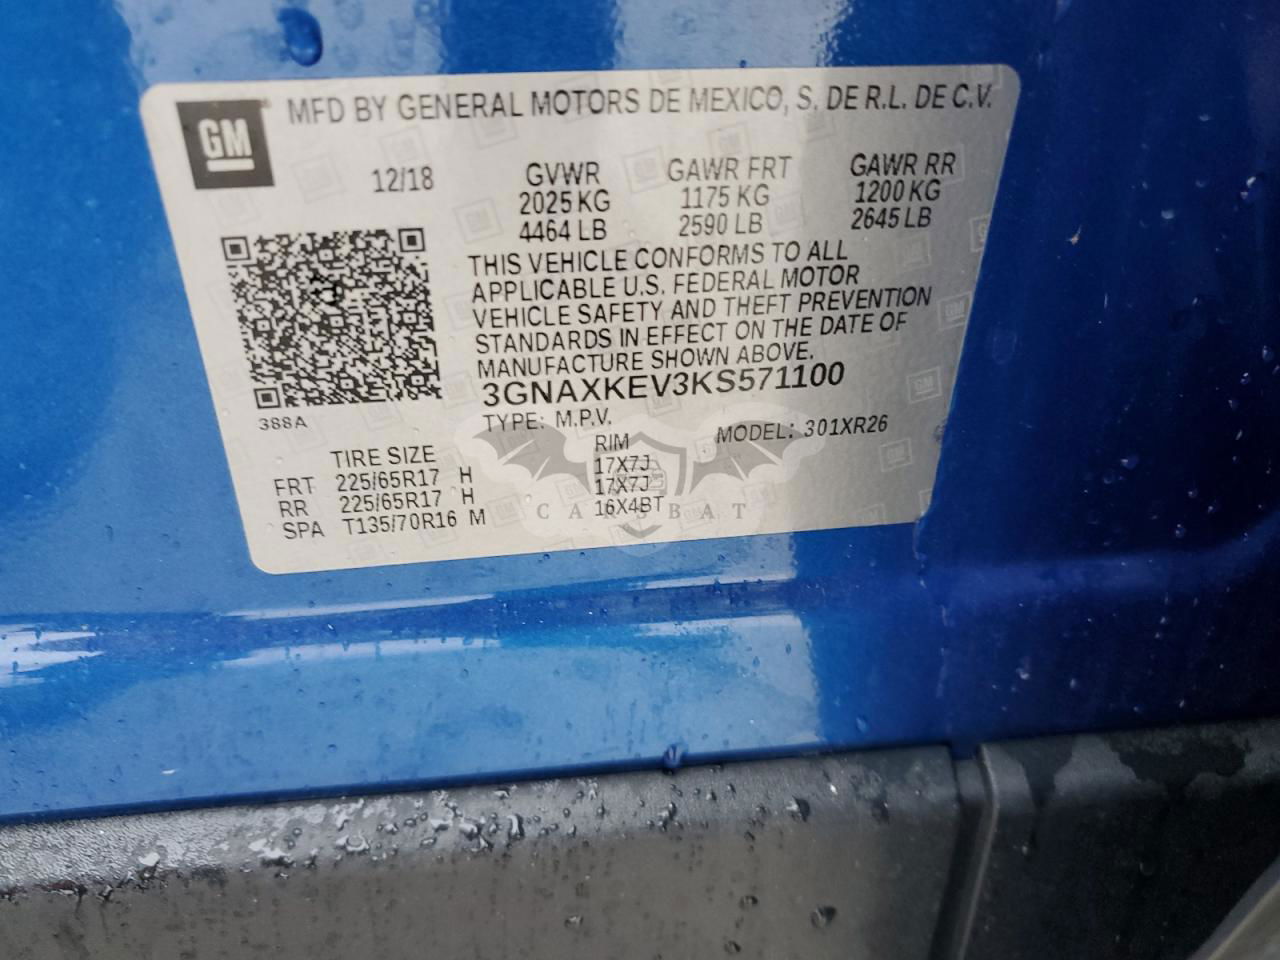 GM MFD BY GENERAL MOTORS DE MEXICO, S. DE R.L. DE C.V.
12/18 GVWR GAWR FRT GAWR RR
2025 KG 1175 KG 1200 KG
4464 LB 2590 LB 2645 LB
THIS VEHICLE CONFORMS TO ALL
APPLICABLE U.S. FEDERAL MOTOR
VEHICLE SAFETY AND THEFT PREVENTION
STANDARDS IN EFFECT ON THE DATE OF
MANUFACTURE SHOWN ABOVE.
3GNAXKEV3KS571100
388A
TYPE: M.P.V. MODEL: 301XR26
TIRE SIZE RIM
FRT 225/65R17 H 17X7J
RR 225/65R17 H 17X7J
SPA T135/70R16 M 16X4BT
CARSBAT